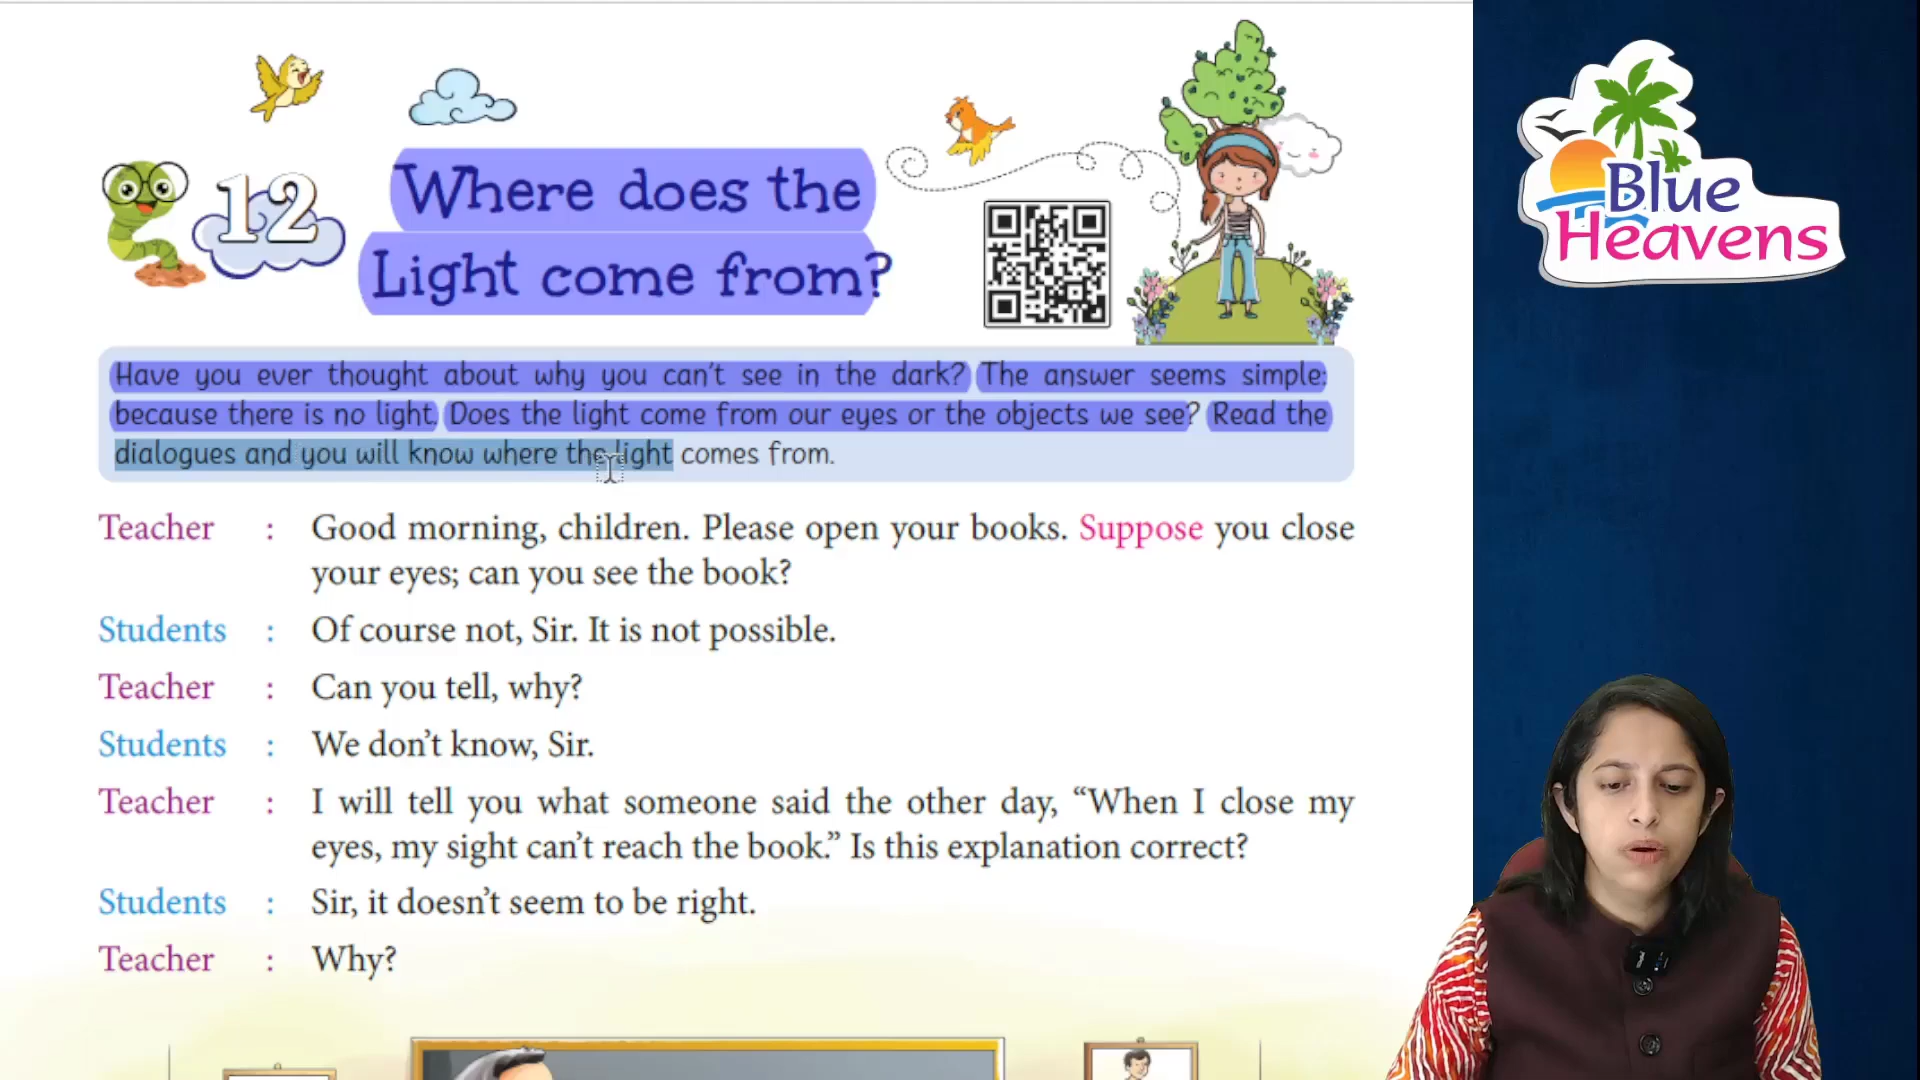 12
Where does the
Light come from?
Blue
Heavens
Have you ever thought about why you can't see in the dark? The answer seems simple:
because there is no light. Does the light come from our eyes or the objects we see? Read the
dialogues and you will know where the light comes from.
Teacher : Good morning, children. Please open your books. Suppose you close
your eyes; can you see the book?
Students : Of course not, Sir. It is not possible.
Teacher : Can you tell, why?
Students : We don't know, Sir.
Teacher : I will tell you what someone said the other day, “When I close my
eyes, my sight can't reach the book.” Is this explanation correct?
Students : Sir, it doesn't seem to be right.
Teacher : Why?